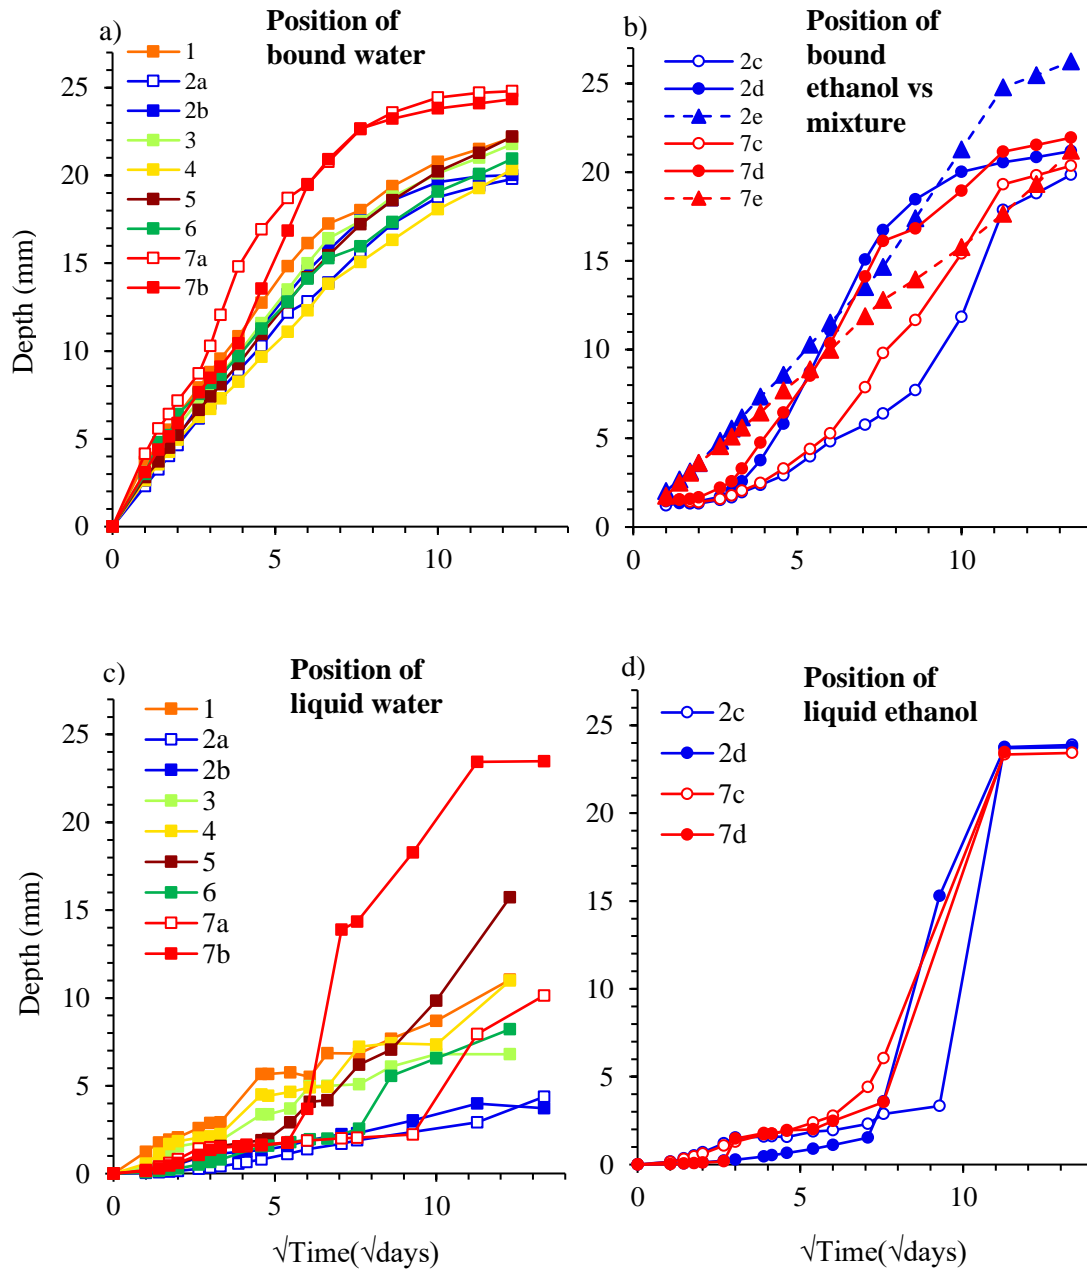 a)
Position of
bound water
1
2a
2b
3
4
5
6
7a
7b
25
20
15
10
5
0
0
5
10
Depth (mm)
b)
Position of
bound
ethanol vs
mixture
2c
2d
2e
7c
7d
7e
25
20
15
10
5
0
0
5
10
c)
Position of
liquid water
1
2a
2b
3
4
5
6
7a
7b
25
20
15
10
5
0
0
5
10
Depth (mm)
√Time(√days)
d)
Position of
liquid ethanol
2c
2d
7c
7d
25
20
15
10
5
0
0
5
10
√Time(√days)